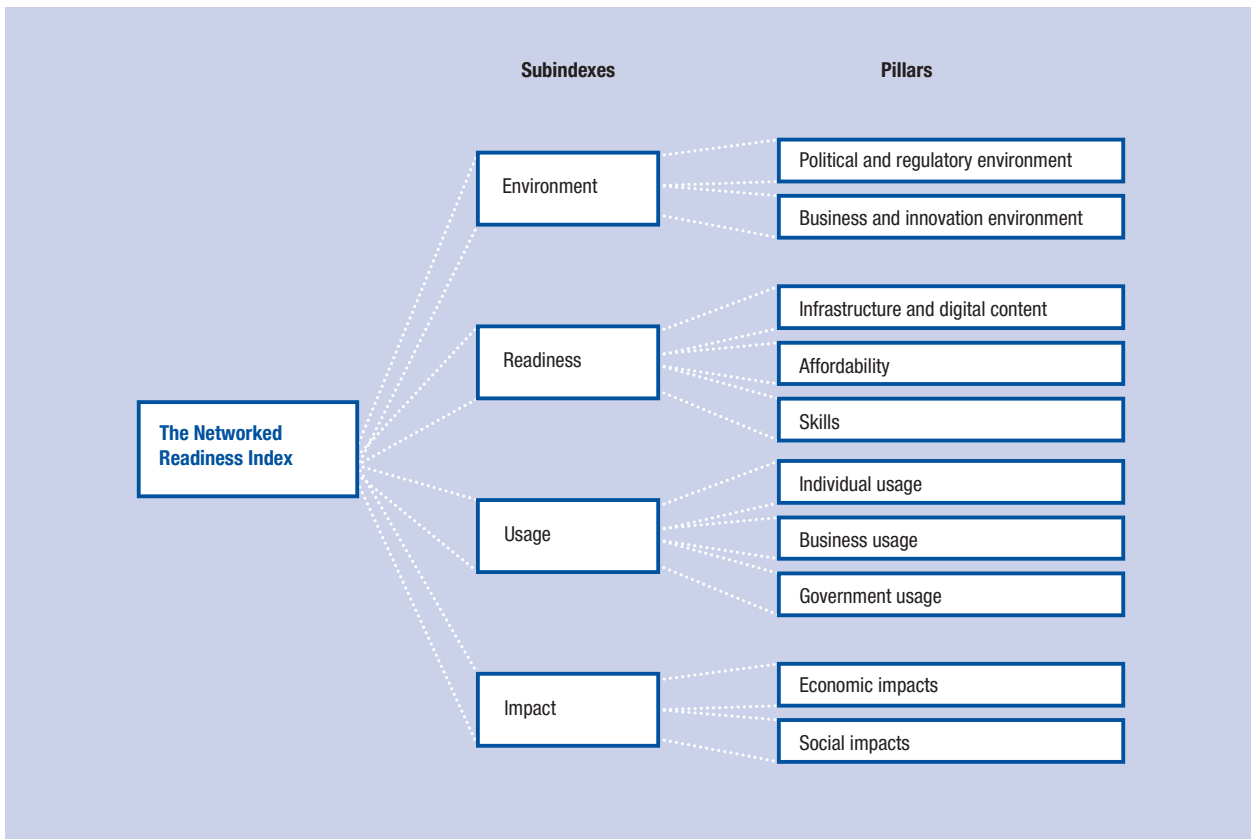 Subindexes
Pillars
The Networked
Readiness Index
Environment
Political and regulatory environment
Business and innovation environment
Readiness
Infrastructure and digital content
Affordability
Skills
Usage
Individual usage
Business usage
Government usage
Impact
Economic impacts
Social impacts